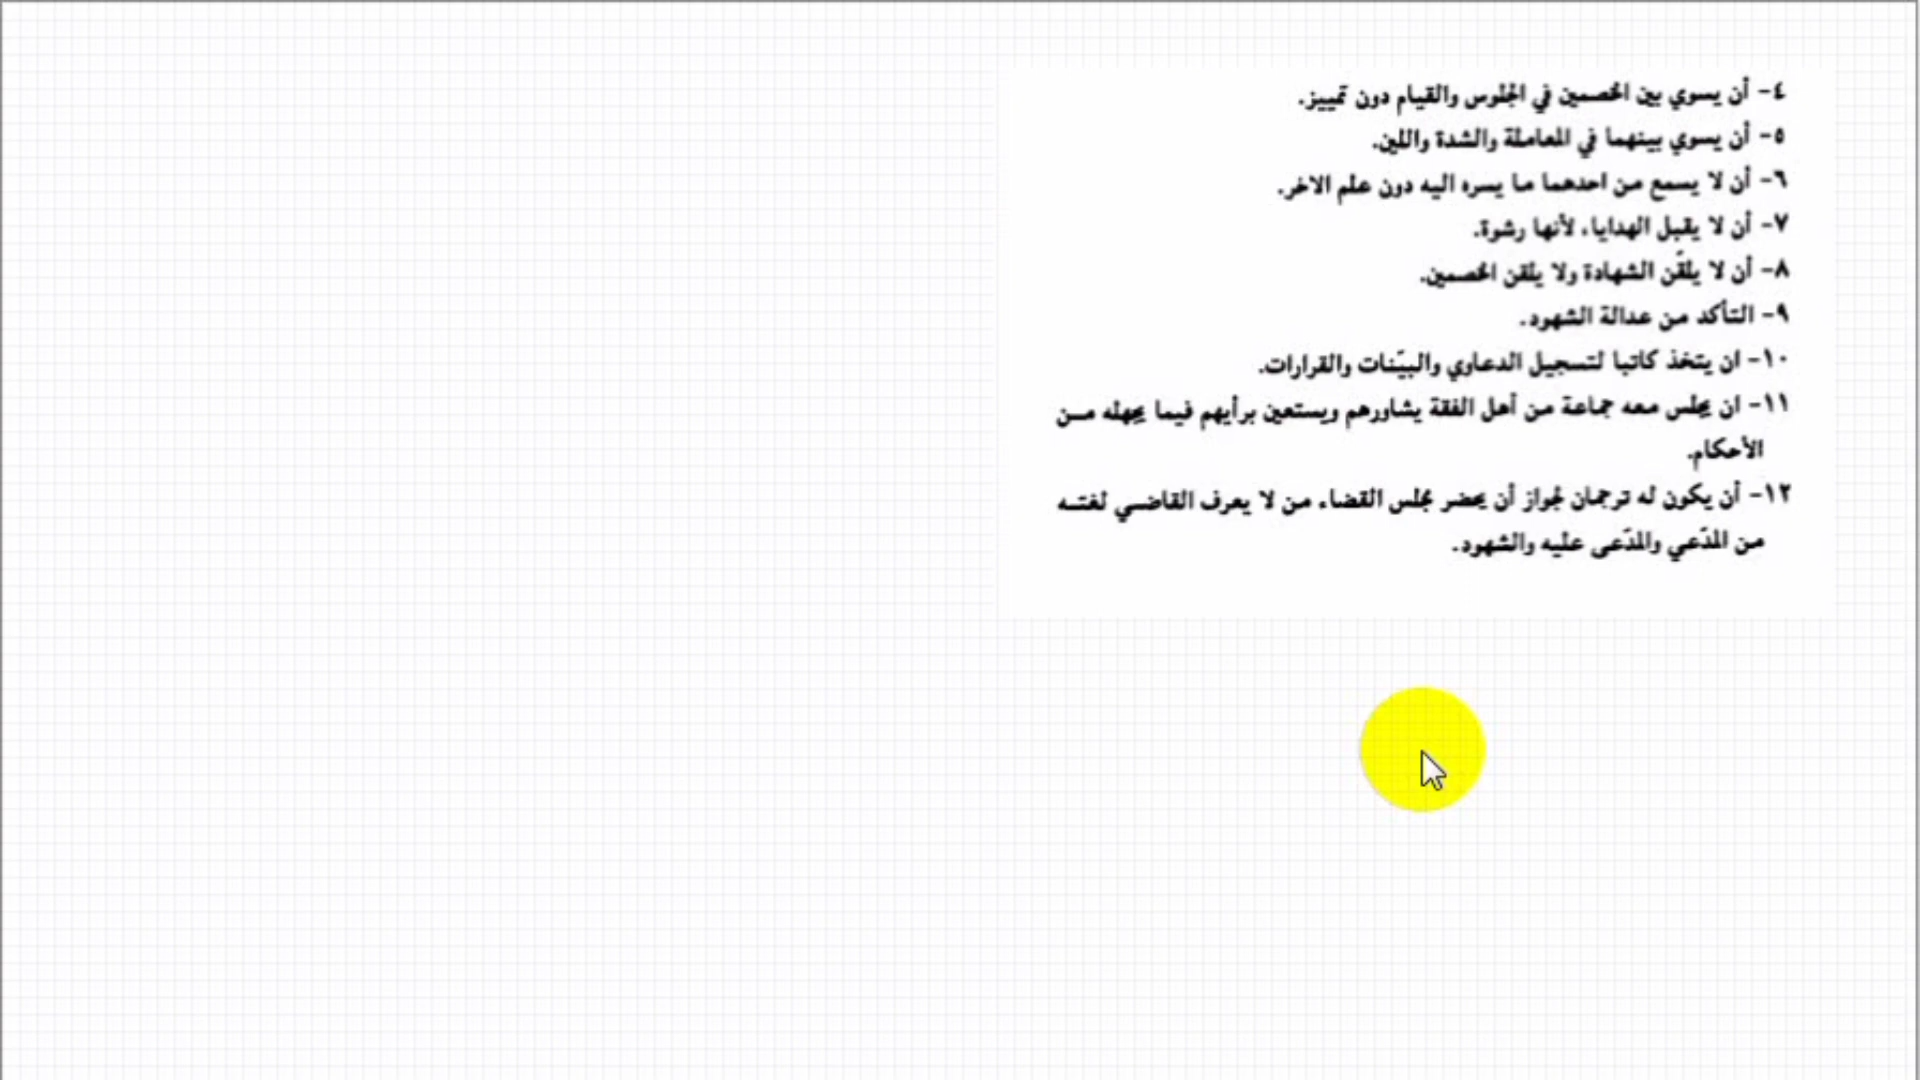 ٤- أن يسوي بين الخصمين في الجلوس والقيام دون تمييز.
٥- أن يسوي بينهما في المعاملة والشدة واللين.
٦- أن لا يسمع من احدهما ما يسره اليه دون علم الاخر.
٧- أن لا يقبل الهدايا، لأنها رشوة.
٨- أن لا يلقّن الشهادة ولا يلقن الخصمين.
٩- التأكد من عدالة الشهود.
١٠- ان يتخذ كاتبا لتسجيل الدعاوي والبيّنات والقرارات.
١١- ان يجلس معه جماعة من أهل الفقة يشاورهم ويستعين برأيهم فيما يجهله مـن
الأحكام.
١٢- أن يكون له ترجمان لجواز أن يحضر مجلس القضاء من لا يعرف القاضـي لغتـه
من المدّعي والمدّعى عليه والشهود.